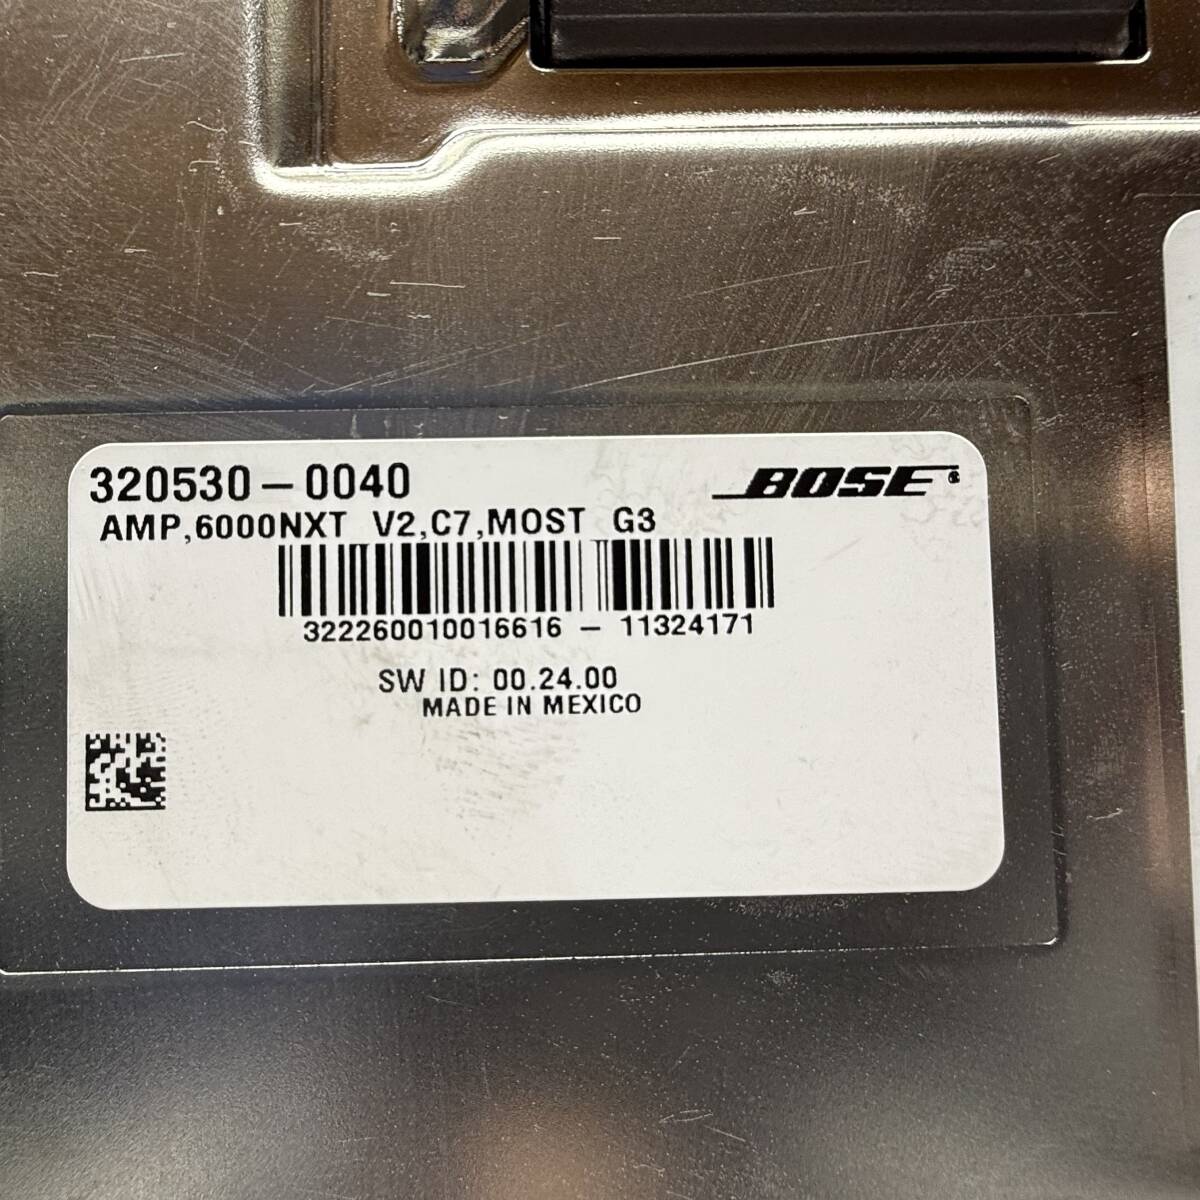 320530-0040
BOSE
AMP,6000NXT V2,C7,MOST G3
322260010016616 - 11324171
SW ID: 00.24.00
MADE IN MEXICO